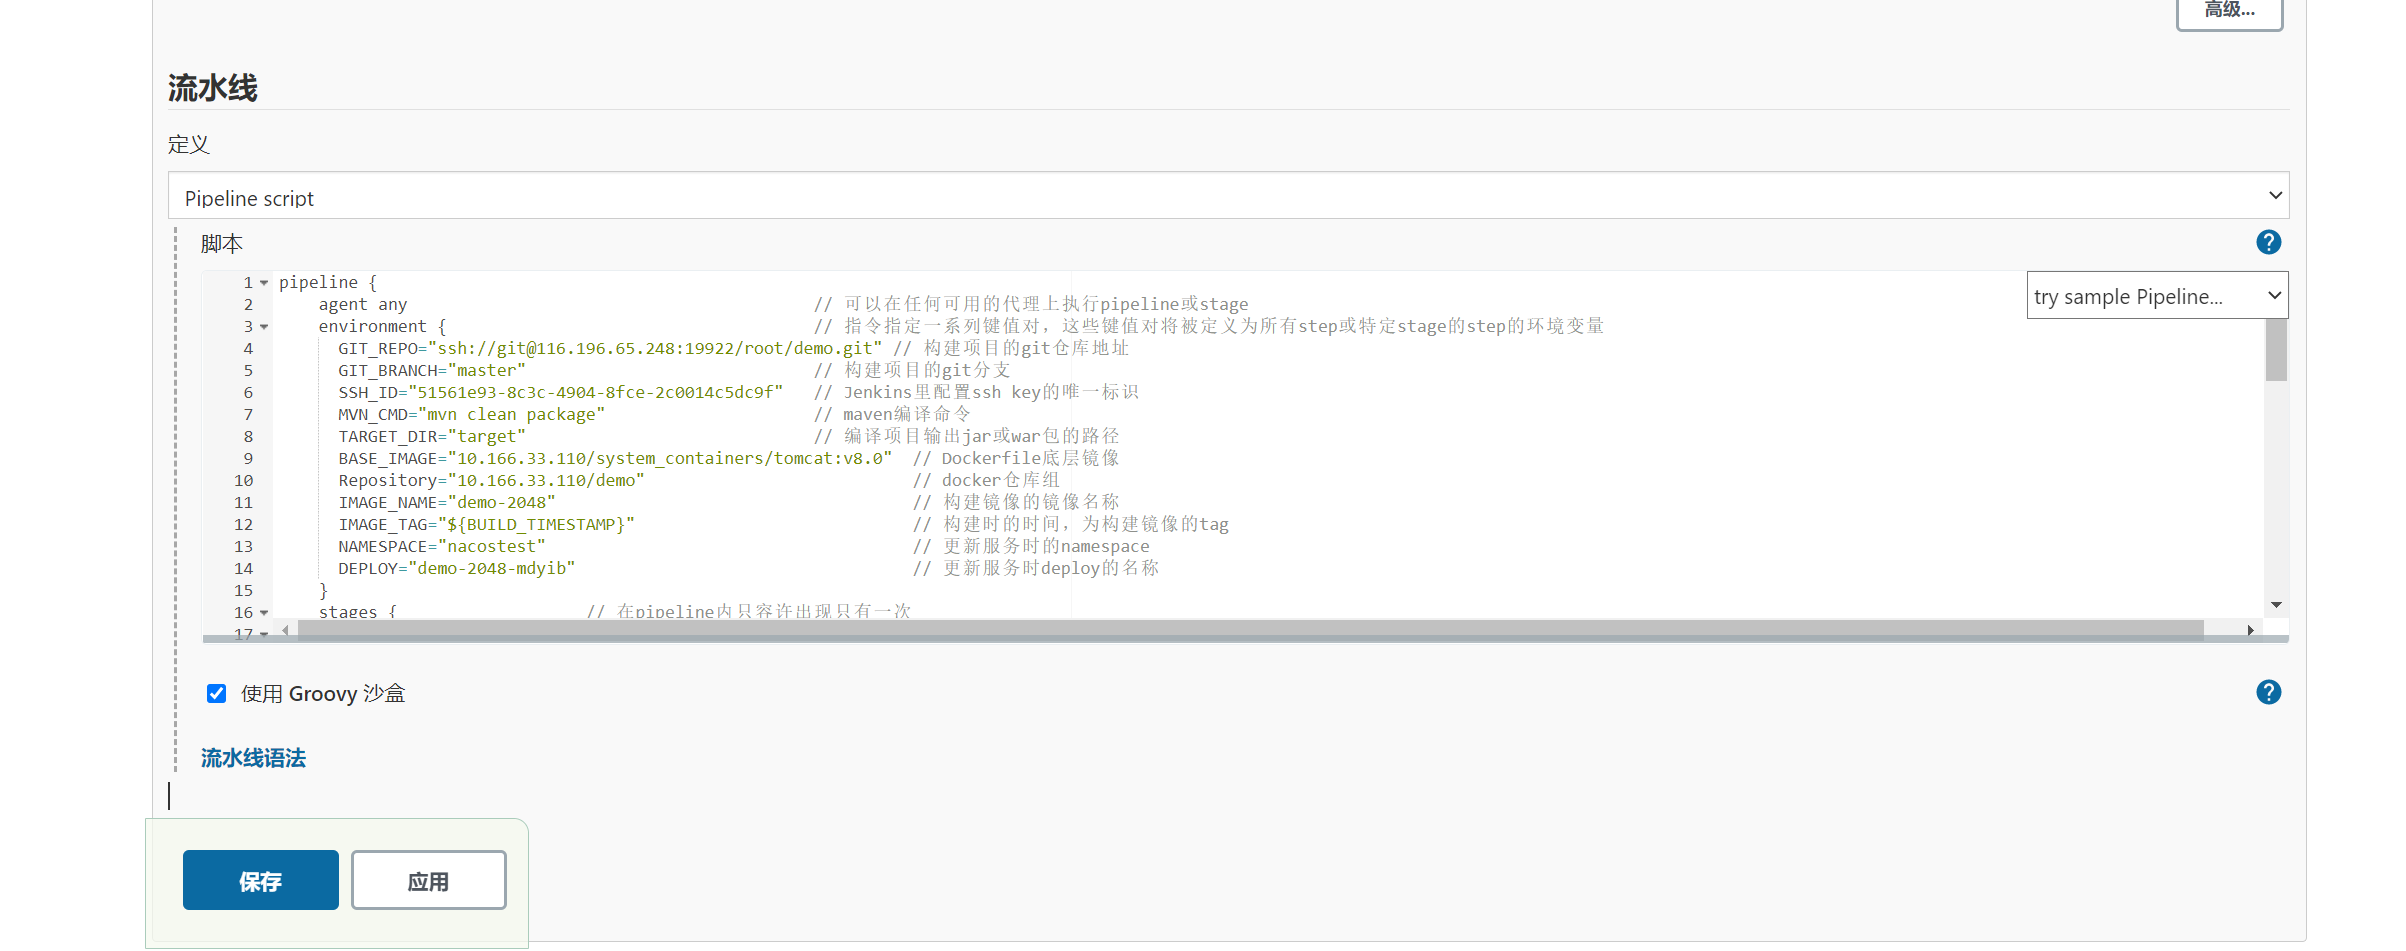 高级...
流水线
定义
Pipeline script
脚本
try sample Pipeline...
1 pipeline {
2     agent any                                         // 可以在任何可用的代理上执行pipeline或stage
3     environment {                                     // 指令指定一系列键值对，这些键值对将被定义为所有step或特定stage的step的环境变量
4       GIT_REPO="ssh://git@116.196.65.248:19922/root/demo.git" // 构建项目的git仓库地址
5       GIT_BRANCH="master"                             // 构建项目的git分支
6       SSH_ID="51561e93-8c3c-4904-8fce-2c0014c5dc9f"   // Jenkins里配置ssh key的唯一标识
7       MVN_CMD="mvn clean package"                     // maven编译命令
8       TARGET_DIR="target"                             // 编译项目输出jar或war包的路径
9       BASE_IMAGE="10.166.33.110/system_containers/tomcat:v8.0"  // Dockerfile底层镜像
10       Repository="10.166.33.110/demo"                           // docker仓库组
11       IMAGE_NAME="demo-2048"                                    // 构建镜像的镜像名称
12       IMAGE_TAG="${BUILD_TIMESTAMP}"                            // 构建时的时间，为构建镜像的tag
13       NAMESPACE="nacostest"                                     // 更新服务时的namespace
14       DEPLOY="demo-2048-mdyib"                                  // 更新服务时deploy的名称
15     }
16     stages {                   // 在pipeline内只容许出现只有一次
17
使用 Groovy 沙盒
流水线语法
保存
应用